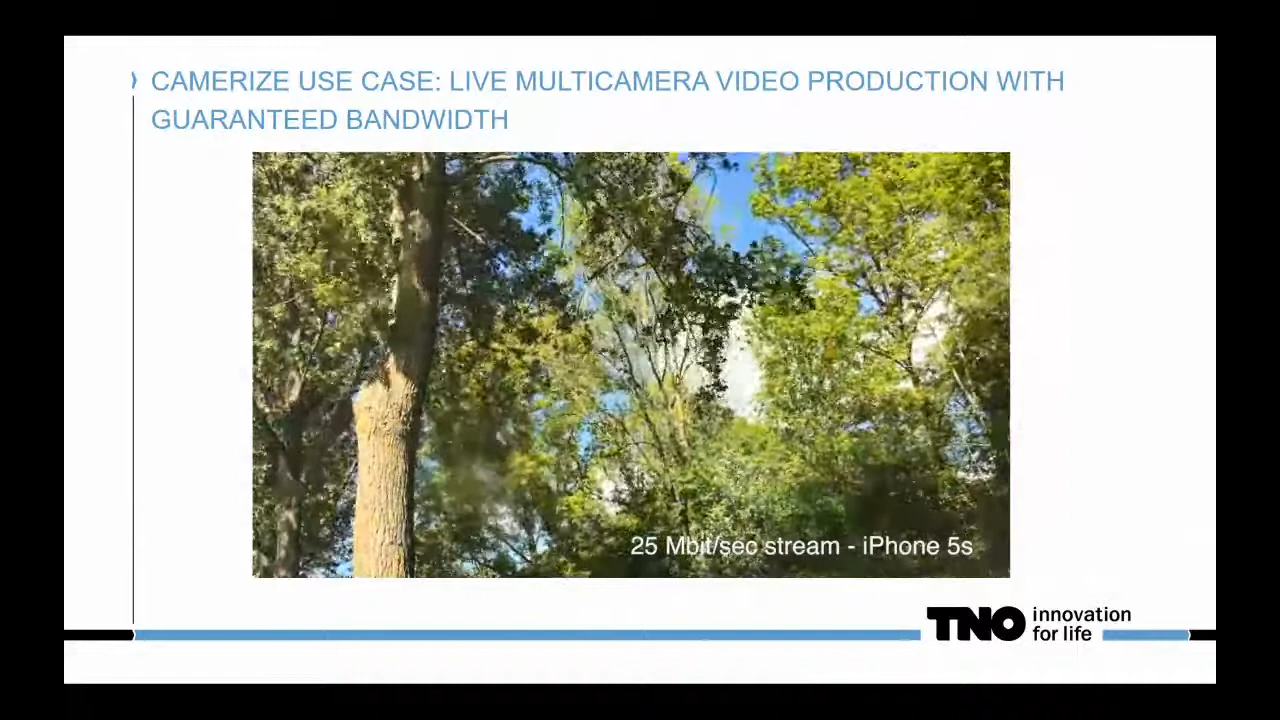 CAMERIZE USE CASE: LIVE MULTICAMERA VIDEO PRODUCTION WITH
GUARANTEED BANDWIDTH
25 Mbit/sec stream - iPhone 5s
TNO innovation
for life